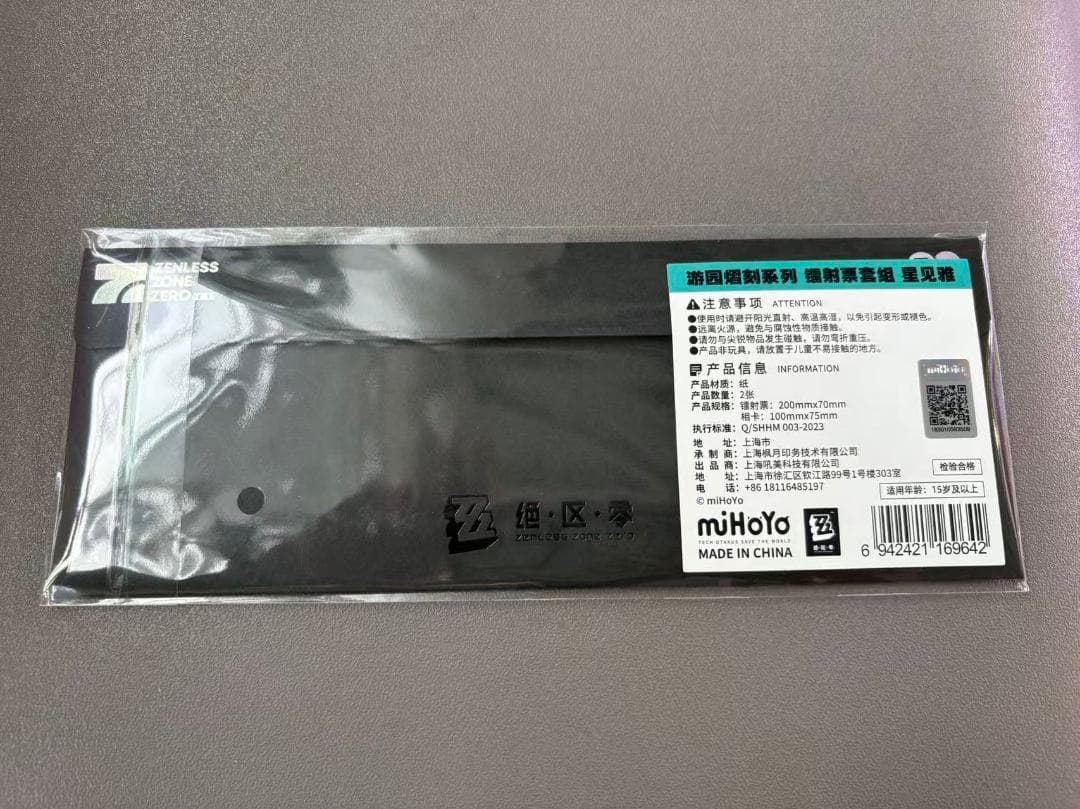 ZENLESS
ZONE
ZERO
游园熠刻系列 镭射票套组 星见雅
注意事项 ATTENTION
●使用时请避开阳光直射、高温高湿，以免引起变形或褪色。
●远离火源，避免与腐蚀性物质接触。
●请勿与尖锐物品发生碰触，请勿弯折重压。
●产品非玩具，请放置于儿童不易接触的地方。
产品信息 INFORMATION
产品材质：纸
产品数量：2张
产品规格：镭射票：200mmx70mm
相卡：100mmx75mm
执行标准：Q/SHHM 003-2023
地 址：上海市
承 制 商：上海枫月印务技术有限公司
出 品 商：上海吼美科技有限公司
地 址：上海市徐汇区钦江路99号1号楼303室
电 话：+86 18116485197
© miHoYo
miHoYo
检验合格
适用年龄：15岁及以上
miHoYo
TECH OTAKUS SAVE THE WORLD
MADE IN CHINA
绝·区·零
6 942421 169642
绝·区·零
ZENLESS ZONE ZERO